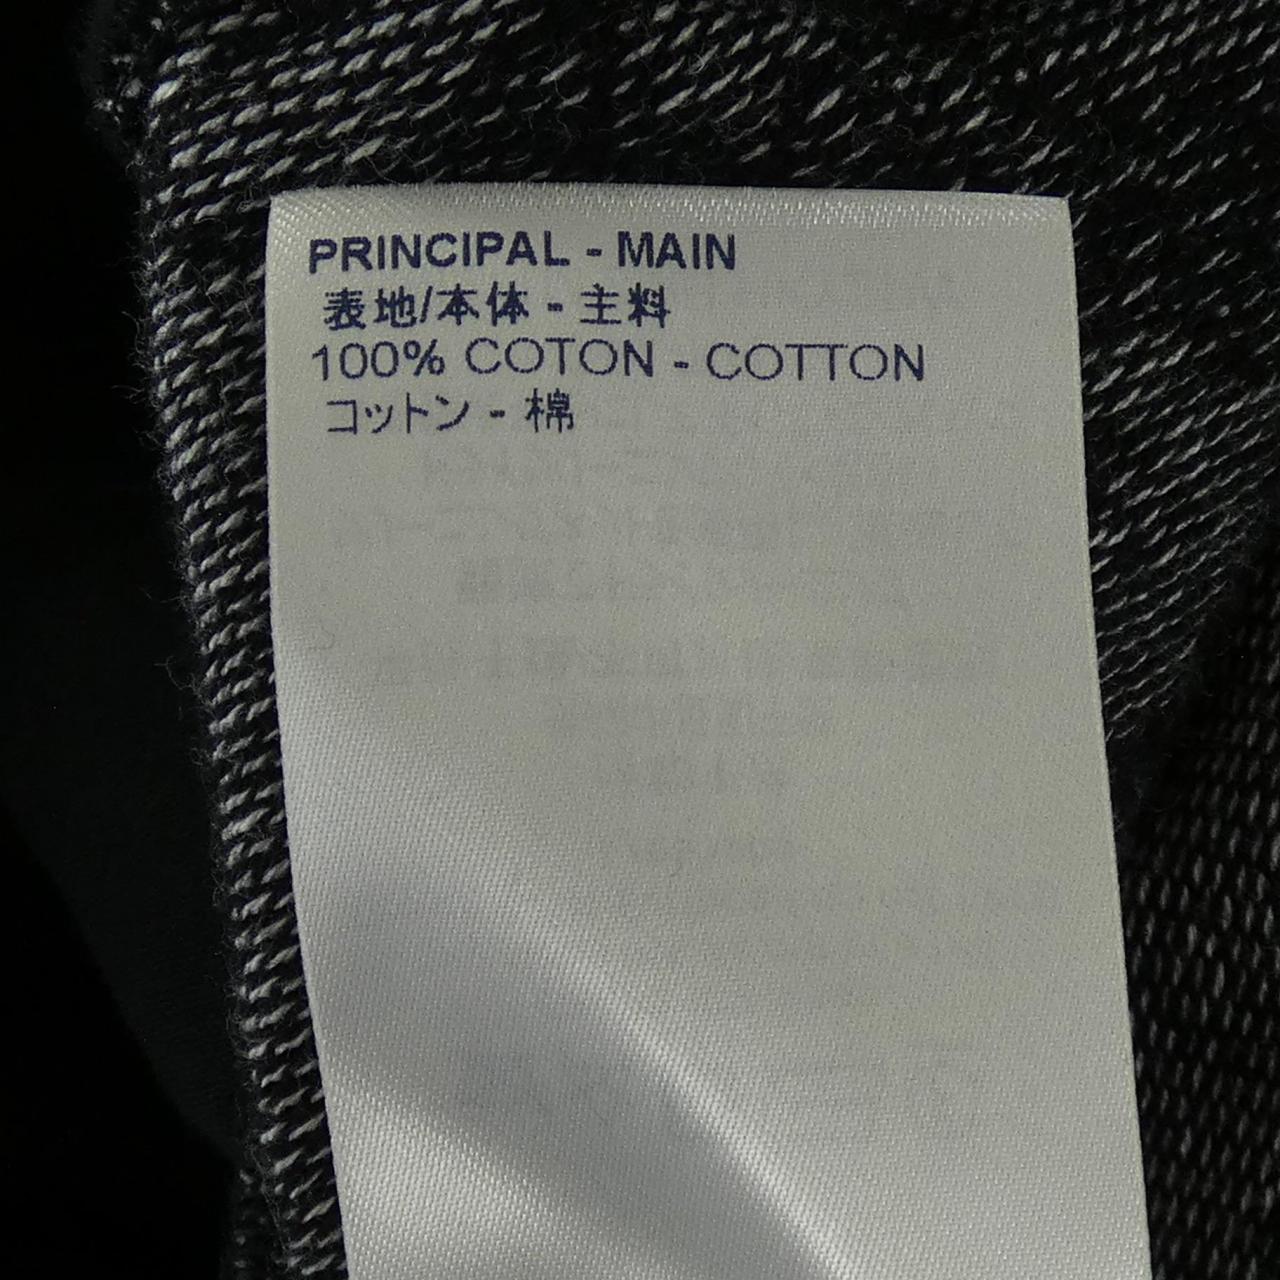 PRINCIPAL - MAIN
表地/本体 - 主料
100% COTON - COTTON
コットン - 棉